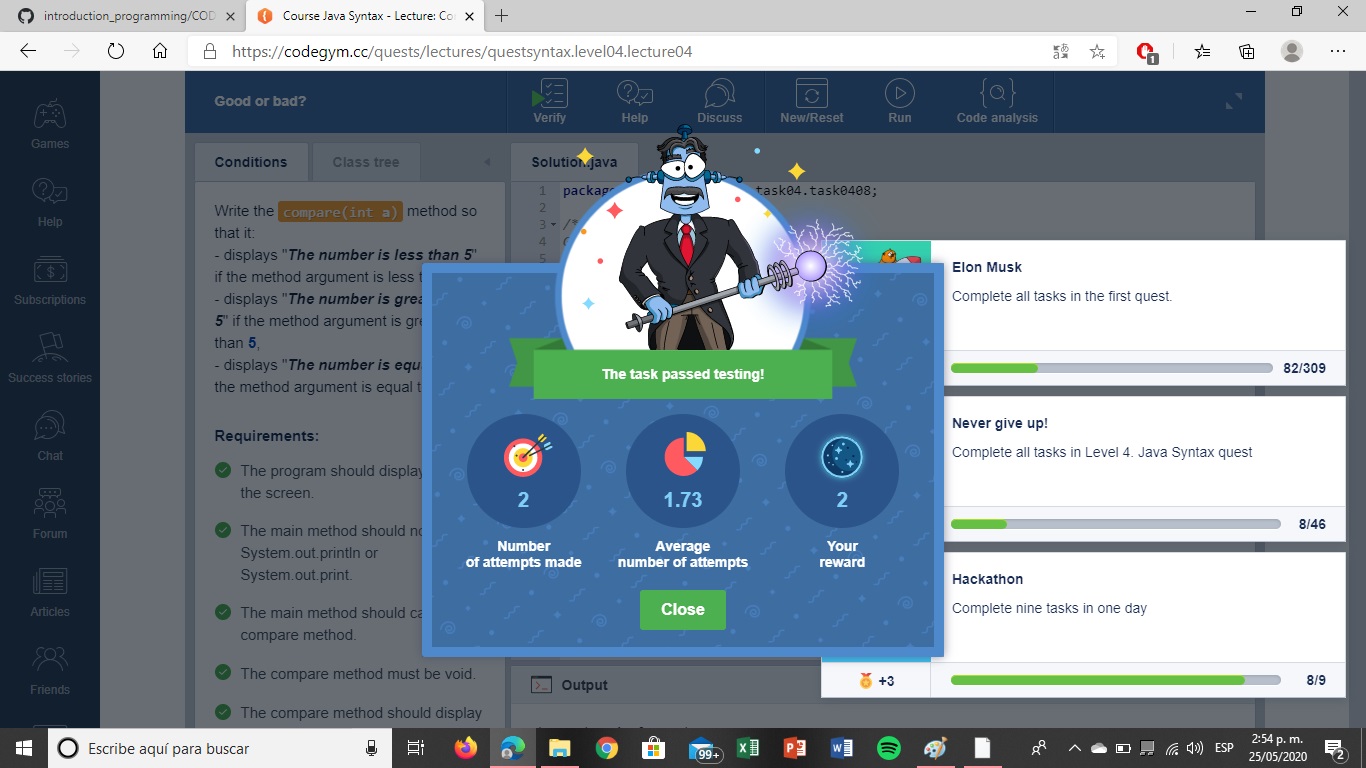 introduction_programming/COD
Course Java Syntax - Lecture: Co
https://codegym.cc/quests/lectures/questsyntax.level04.lecture04
1
Games
Help
Subscriptions
Success stories
Chat
Forum
Articles
Friends
Good or bad?
Verify
Help
Discuss
New/Reset
Run
Code analysis
Conditions
Class tree
Solution.java
Write the compare(int a) method so
that it:
- displays "The number is less than 5"
if the method argument is less t
- displays "The number is grea
5" if the method argument is gre
than 5,
- displays "The number is equ
the method argument is equal t
Requirements:
The program should display
the screen.
The main method should no
System.out.println or
System.out.print.
The main method should ca
compare method.
The compare method must be void.
The compare method should display
1 packag task04.task0408;
2
3 /*
4
5
The task passed testing!
2
Number
of attempts made
1.73
Average
number of attempts
2
Your
reward
Close
Output
Elon Musk
Complete all tasks in the first quest.
82/309
Never give up!
Complete all tasks in Level 4. Java Syntax quest
8/46
Hackathon
Complete nine tasks in one day
+3
8/9
Escribe aquí para buscar
99+
ESP
2:54 p. m.
25/05/2020
2